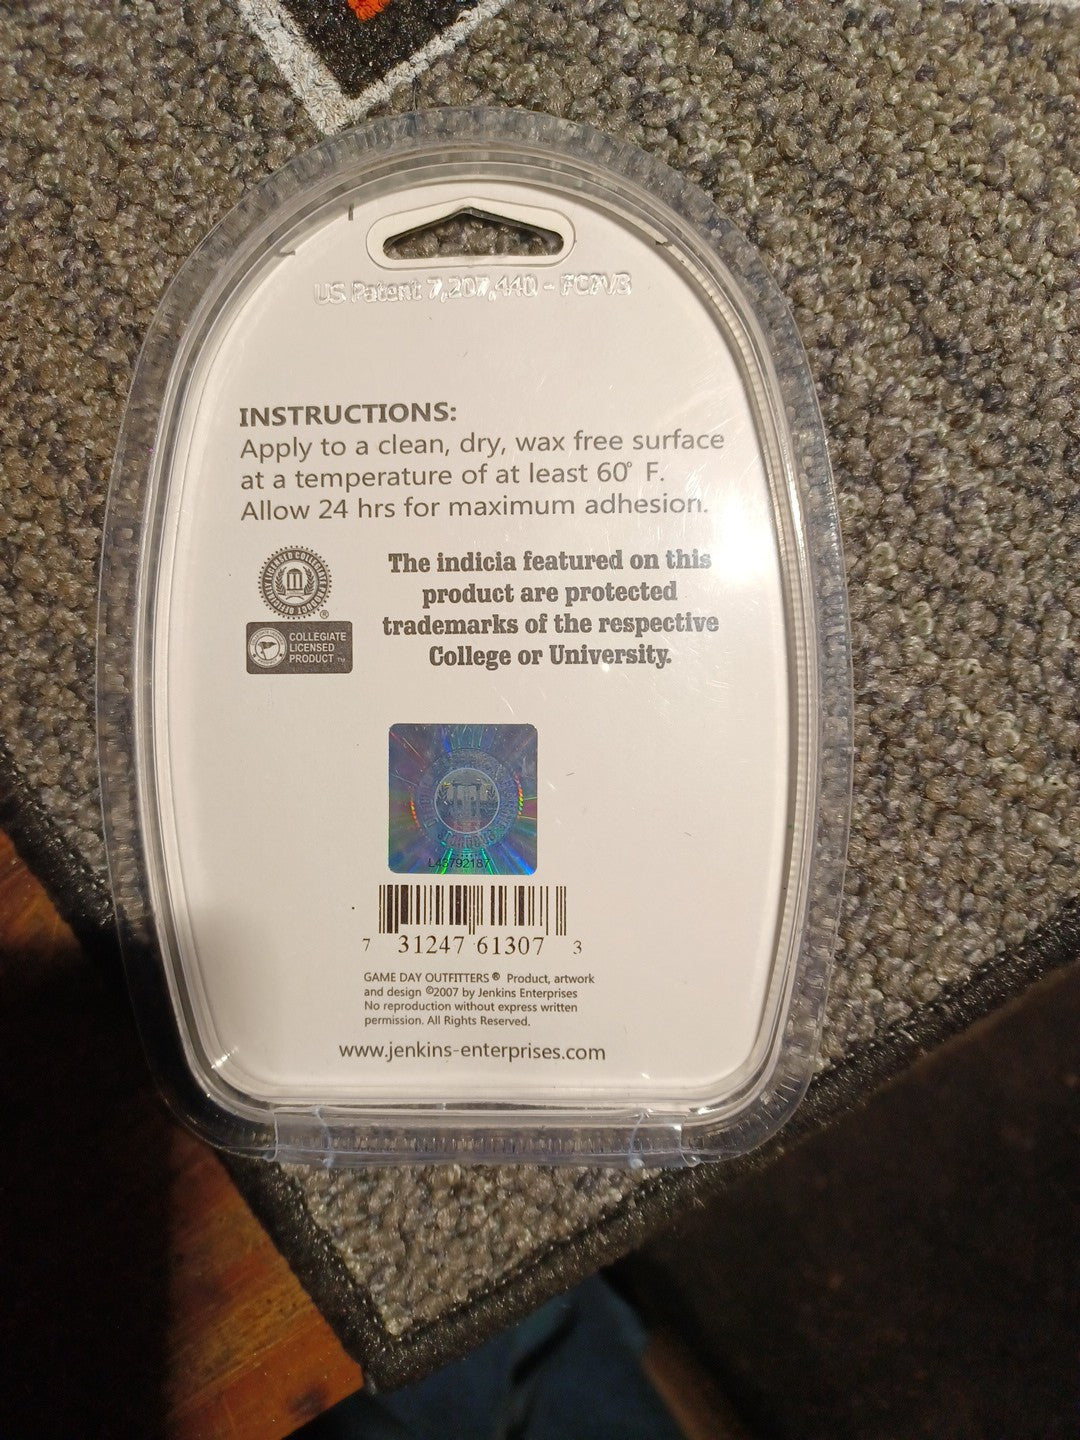 US Patent 7,207,440 - FCPVB
INSTRUCTIONS:
Apply to a clean, dry, wax free surface
at a temperature of at least 60° F.
Allow 24 hrs for maximum adhesion.
®
COLLEGIATE
LICENSED
PRODUCT ™
The indicia featured on this
product are protected
trademarks of the respective
College or University.
L43792187
7 31247 61307 3
GAME DAY OUTFITTERS® Product, artwork
and design ©2007 by Jenkins Enterprises
No reproduction without express written
permission. All Rights Reserved.
www.jenkins-enterprises.com